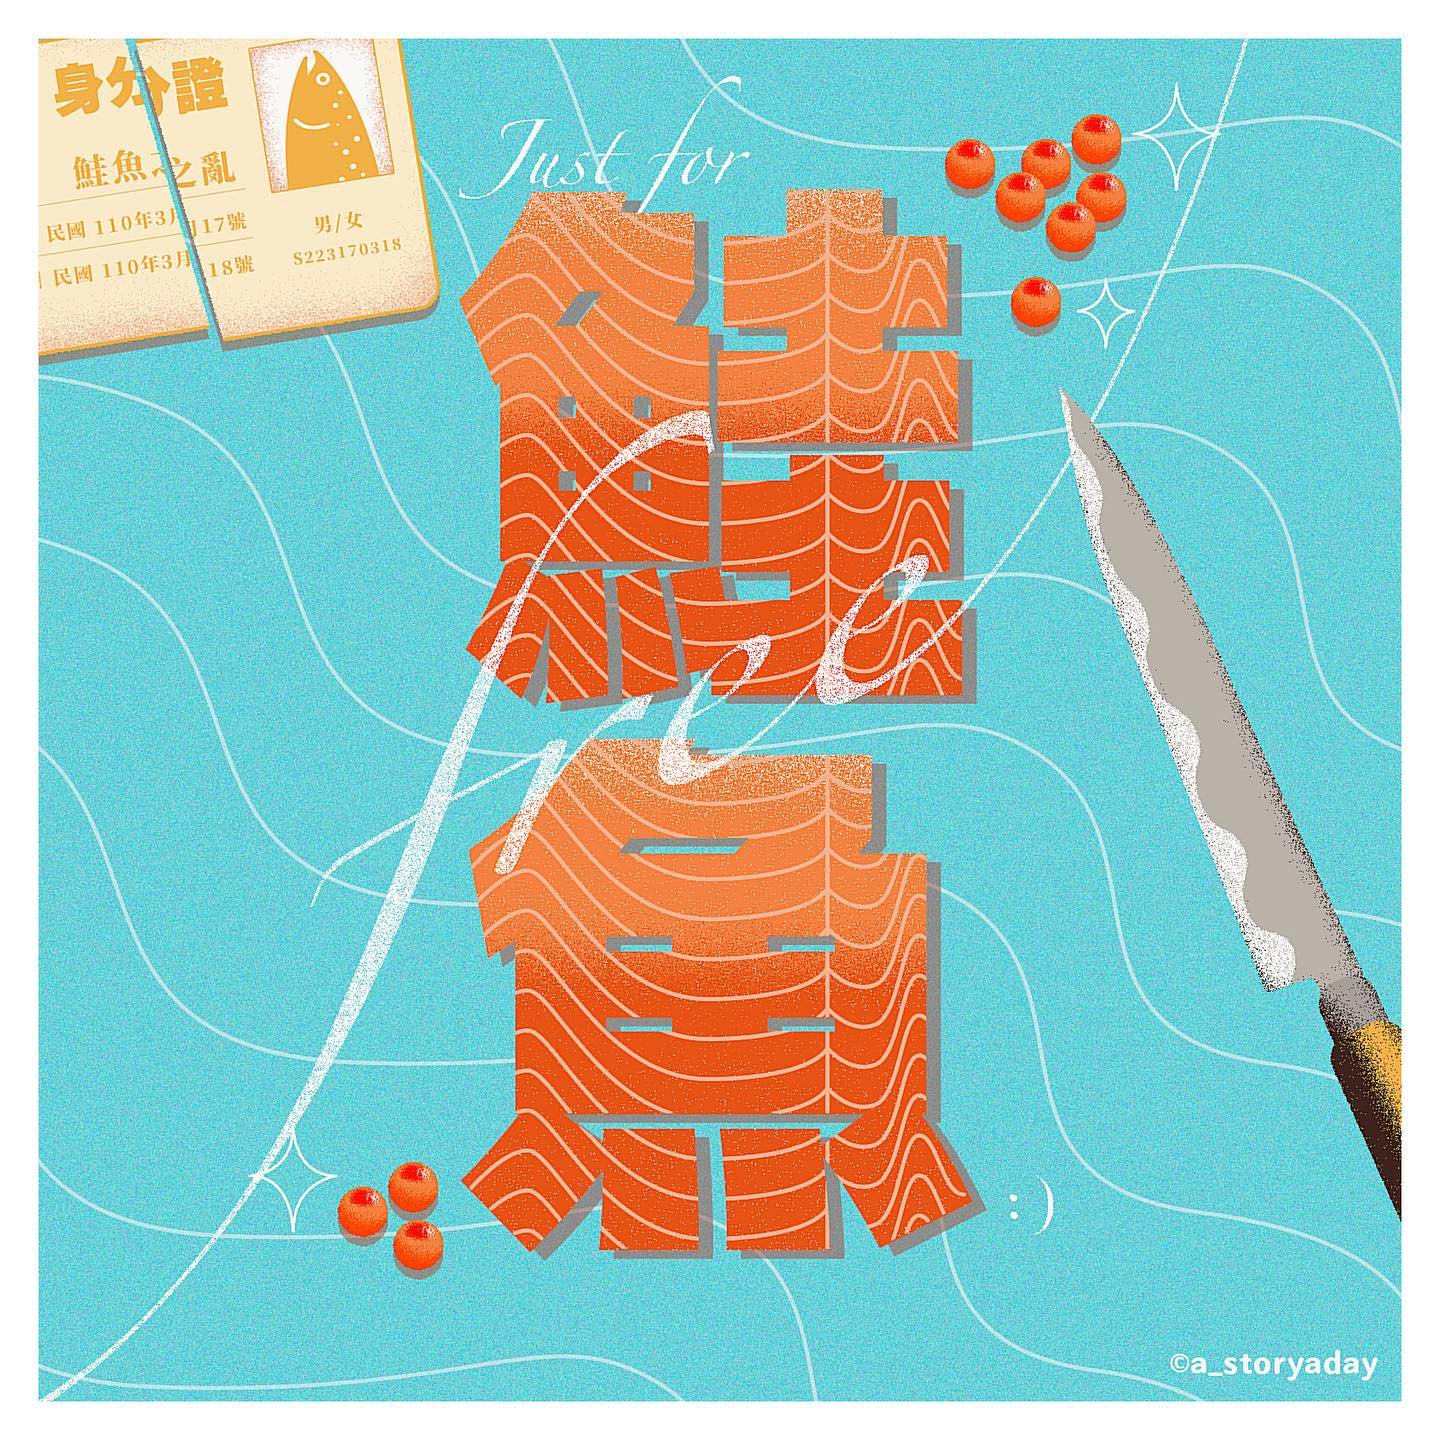 身分證
鮭魚之亂
民國 110年3月17號
民國 110年3月18號
男/女
S223170318
Just for
鮭魚
free
:)
©a_storyaday